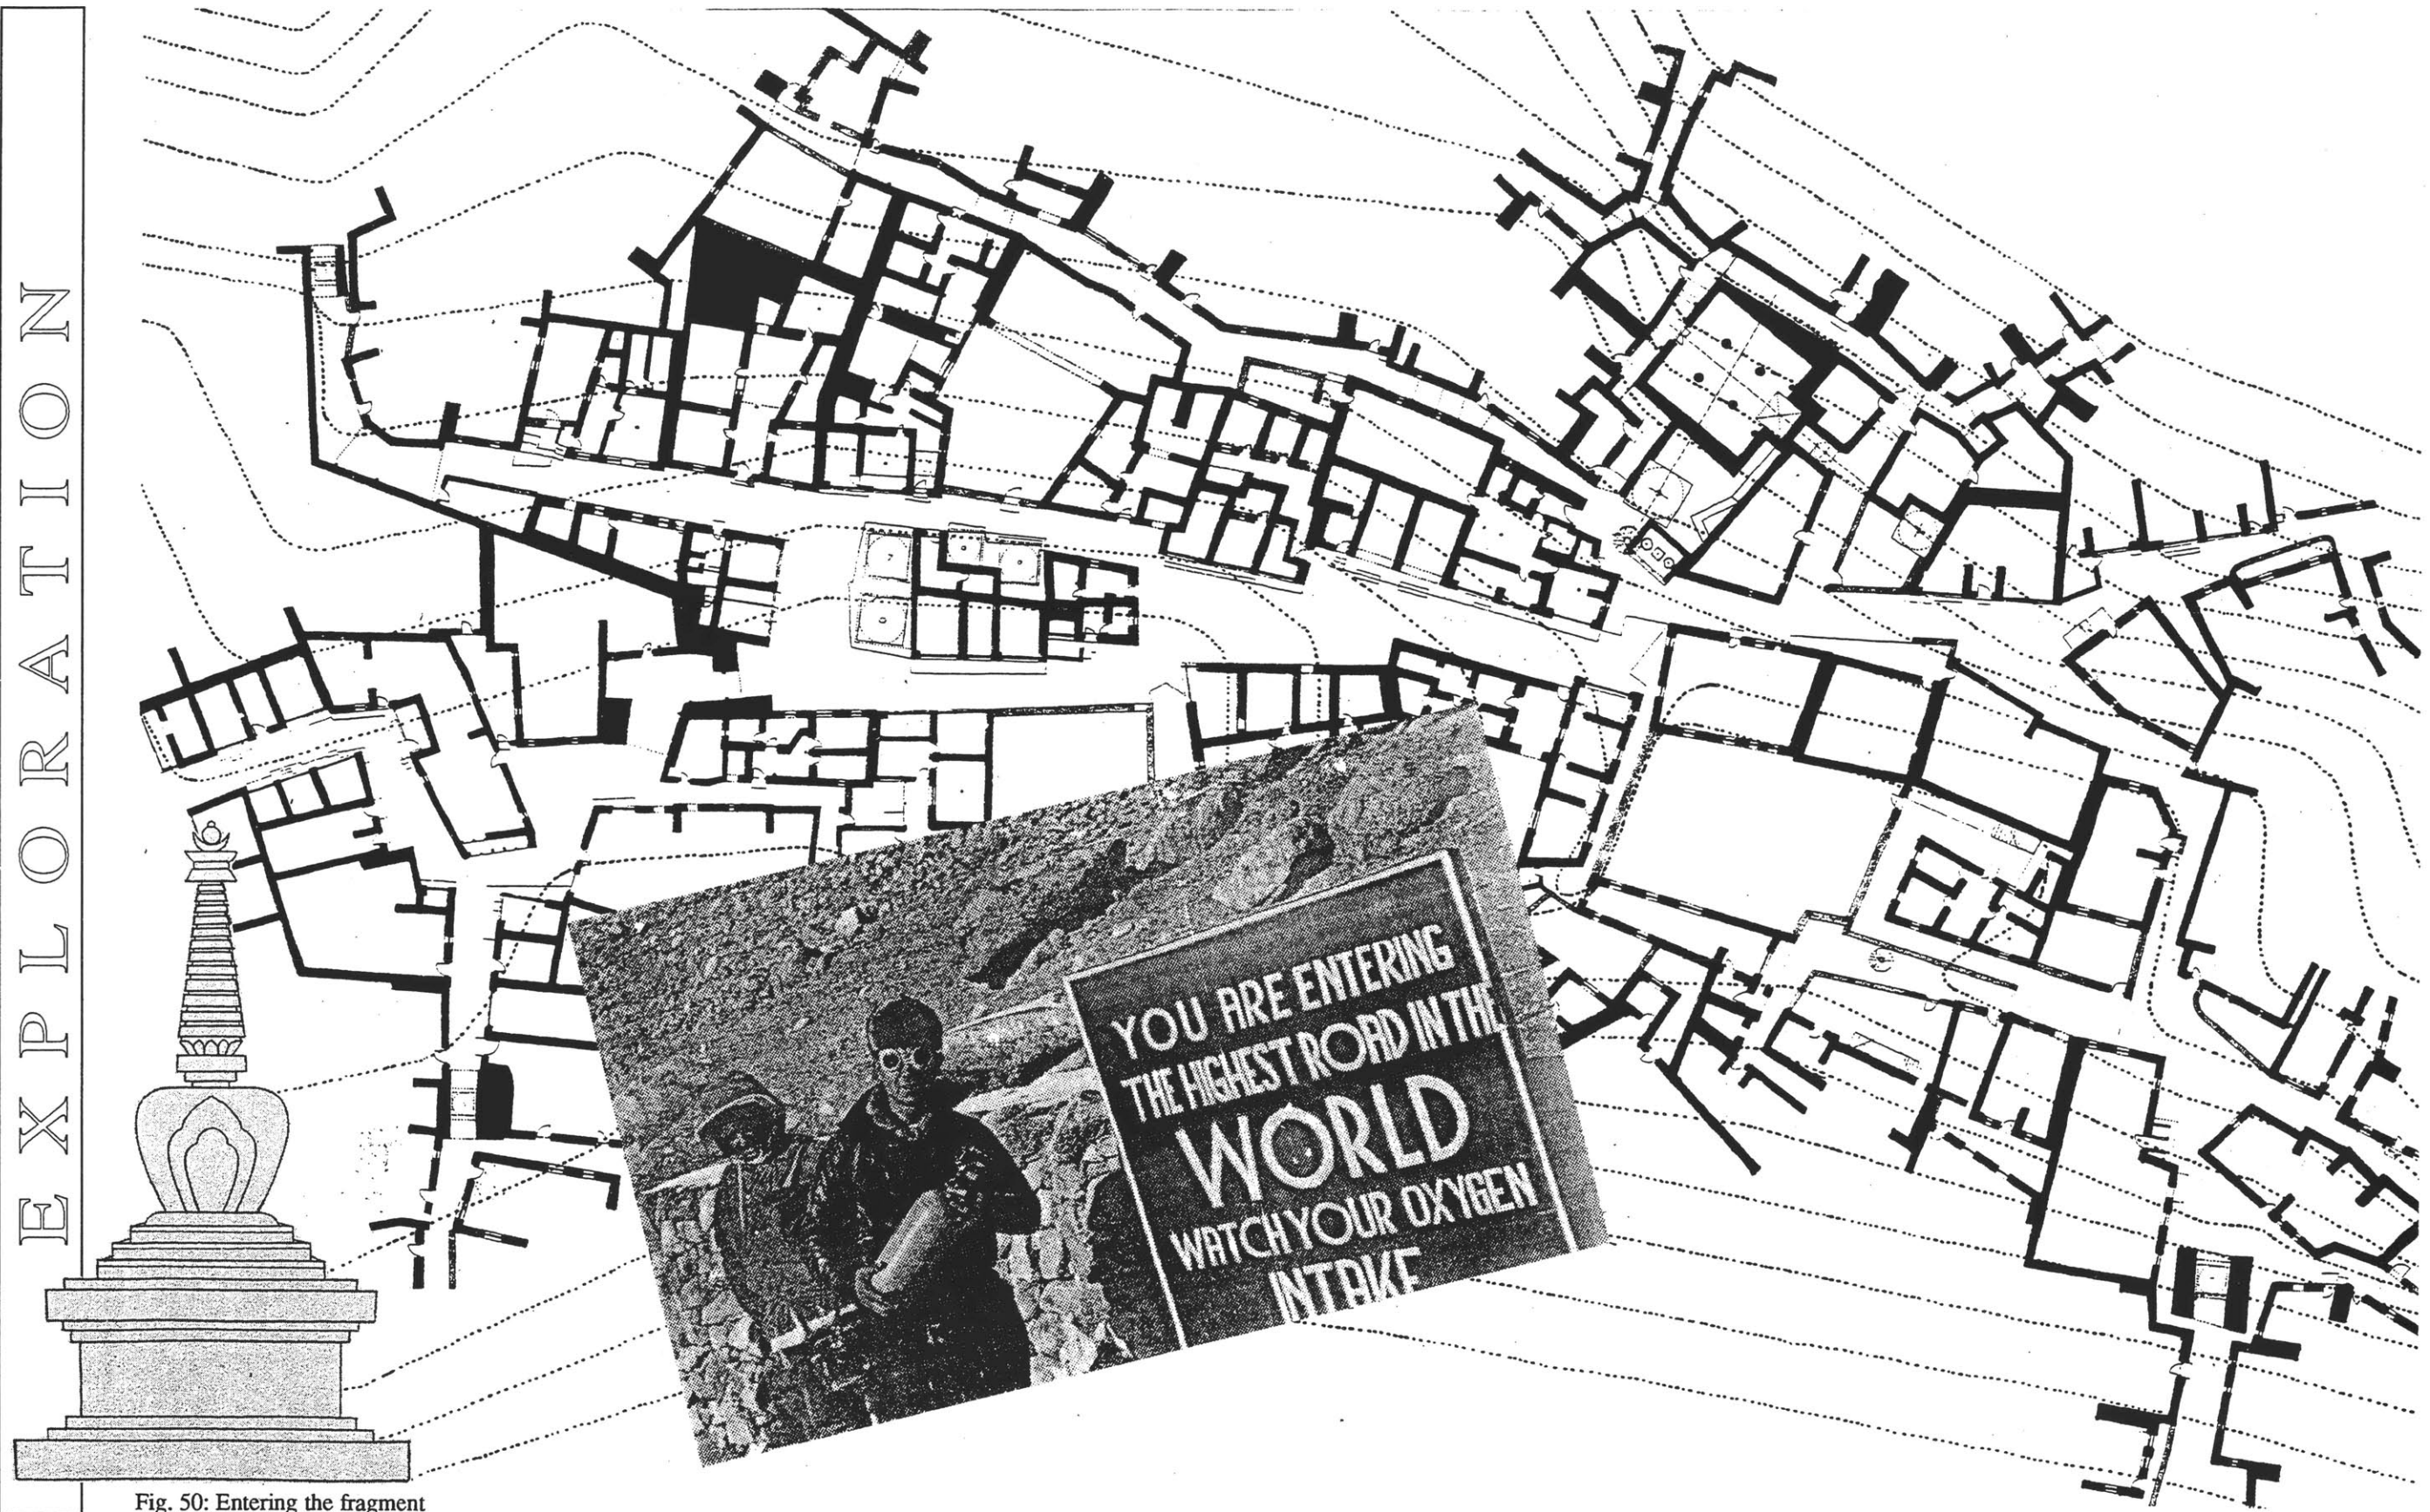 EXPLORATION
YOU ARE ENTERING
THE HIGHEST ROAD IN THE
WORLD
WATCH YOUR OXYGEN
INTAKE
Fig. 50: Entering the fragment